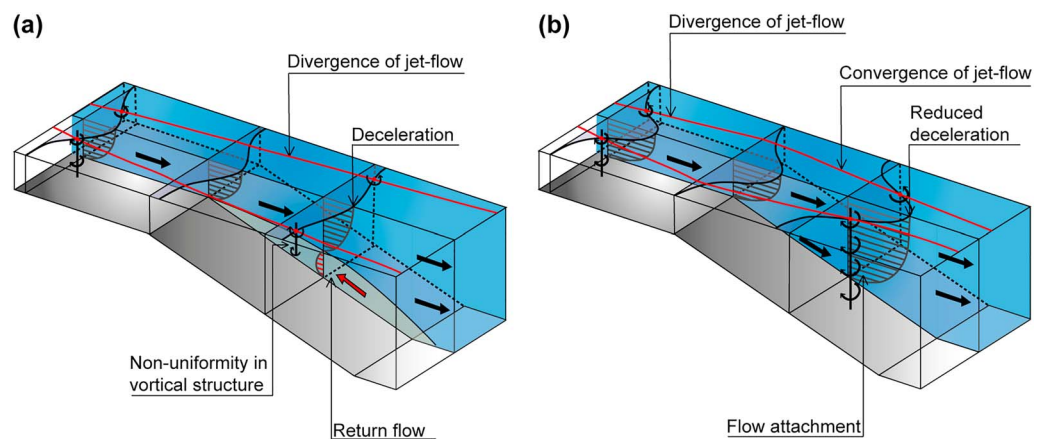 (a)
Divergence of jet-flow
Deceleration
Non-uniformity in
vortical structure
Return flow
(b)
Divergence of jet-flow
Convergence of jet-flow
Reduced
deceleration
Flow attachment